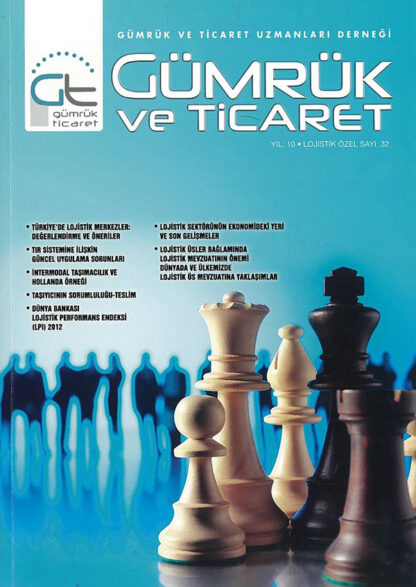 GÜMRÜK VE TİCARET UZMANLARI DERNEĞİ
Gt
gümrük
ticaret
GÜMRÜK
VE TİCARET
YIL: 10 • LOJİSTİK ÖZEL SAYI: 32
• TÜRKİYE'DE LOJİSTİK MERKEZLER:
DEĞERLENDİRME VE ÖNERİLER
• TIR SİSTEMİNE İLİŞKİN
GÜNCEL UYGULAMA SORUNLARI
• INTERMODAL TAŞIMACILIK VE
HOLLANDA ÖRNEĞİ
• TAŞIYICININ SORUMLULUĞU-TESLİM
• DÜNYA BANKASI
LOJİSTİK PERFORMANS ENDEKSİ
(LPI) 2012
• LOJİSTİK SEKTÖRÜNÜN EKONOMİDEKİ YERİ
VE SON GELİŞMELER
• LOJİSTİK ÜSLER BAĞLAMINDA
LOJİSTİK MEVZUATININ ÖNEMİ
DÜNYADA VE ÜLKEMİZDE
LOJİSTİK ÜS MEVZUATINA YAKLAŞIMLAR